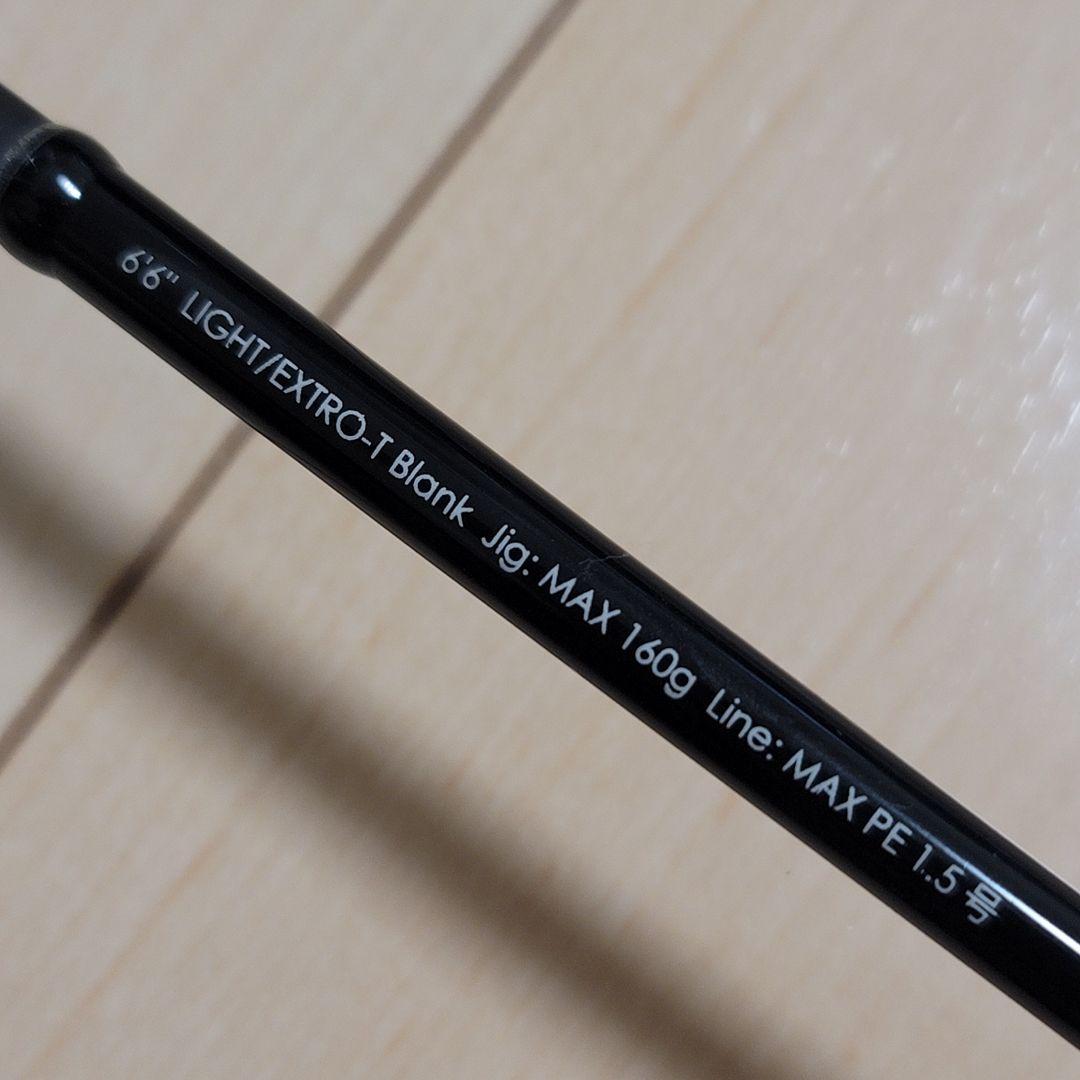 6'6" LIGHT/EXTRO-T Blank Jig: MAX 160g Line: MAX PE 1.5号